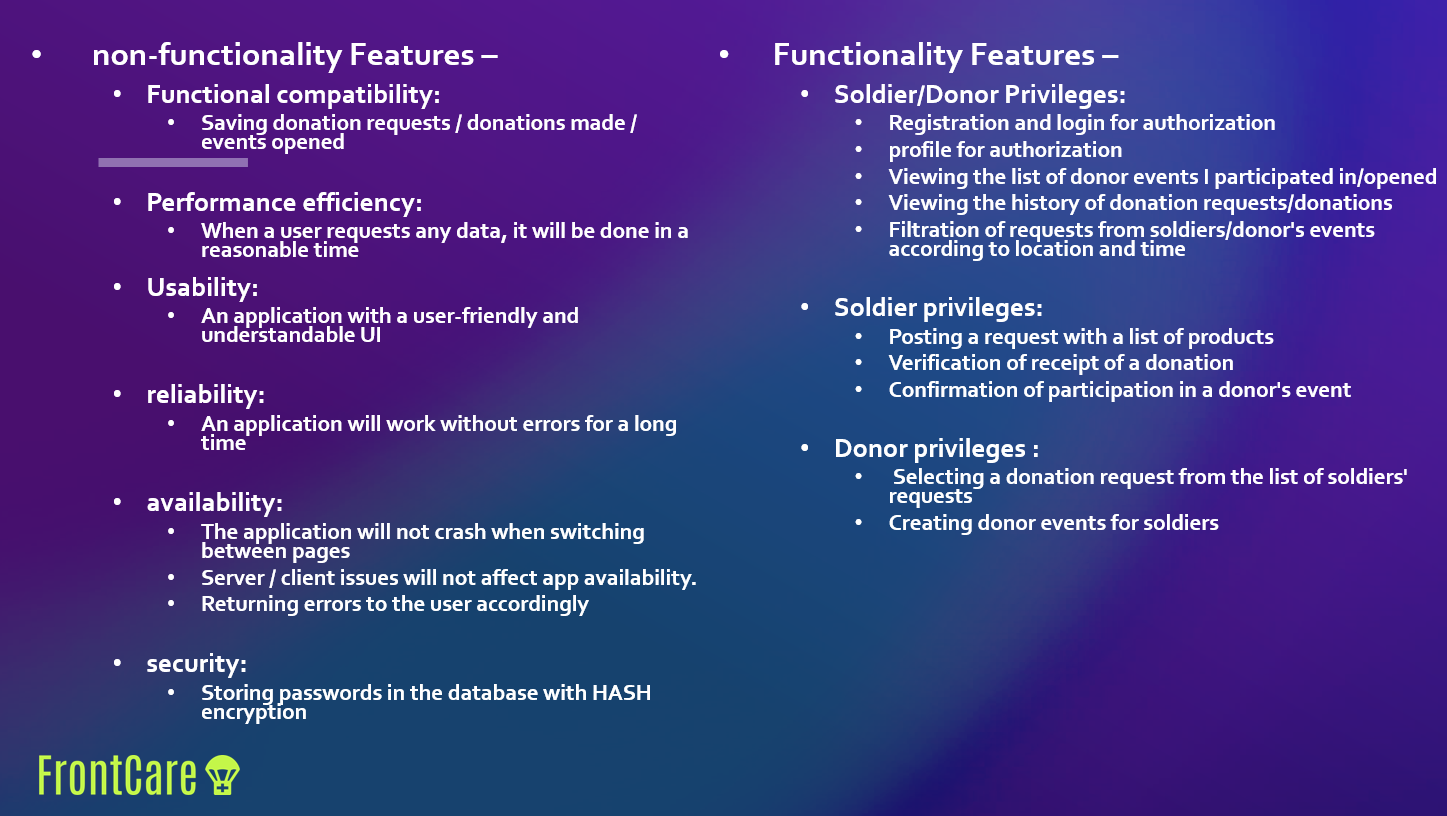 • non-functionality Features –
• Functional compatibility:
• Saving donation requests / donations made /
events opened
• Performance efficiency:
• When a user requests any data, it will be done in a
reasonable time
• Usability:
• An application with a user-friendly and
understandable UI
• reliability:
• An application will work without errors for a long
time
• availability:
• The application will not crash when switching
between pages
• Server / client issues will not affect app availability.
• Returning errors to the user accordingly
• security:
• Storing passwords in the database with HASH
encryption
• Functionality Features –
• Soldier/Donor Privileges:
• Registration and login for authorization
• profile for authorization
• Viewing the list of donor events I participated in/opened
• Viewing the history of donation requests/donations
• Filtration of requests from soldiers/donor's events
according to location and time
• Soldier privileges:
• Posting a request with a list of products
• Verification of receipt of a donation
• Confirmation of participation in a donor's event
• Donor privileges :
• Selecting a donation request from the list of soldiers'
requests
• Creating donor events for soldiers
FrontCare